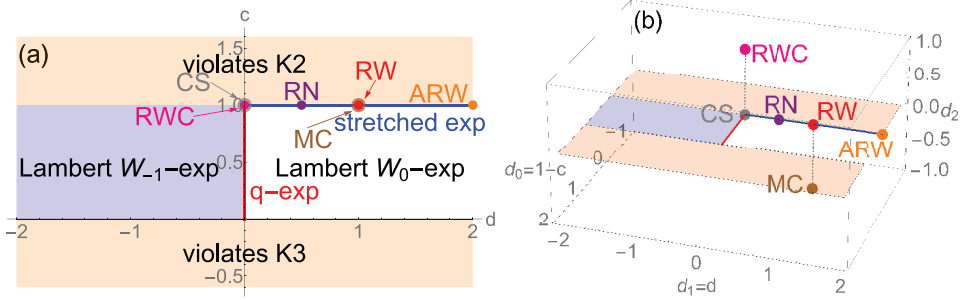 c
(a)
1.5
violates K2
CS
RN
RW
ARW
1.0
RWC
MC
stretched exp
Lambert W₋₁−exp
0.5
Lambert W₀−exp
q−exp
d
−2
−1
0
1
2
violates K3
−0.5
(b)
1.0
RWC
0.5
0.0
d₂
CS
RN
RW
−0.5
ARW
−1.0
−1
d₀=1−c
0
1
MC
2
−2
−1
0
1
2
d₁=d